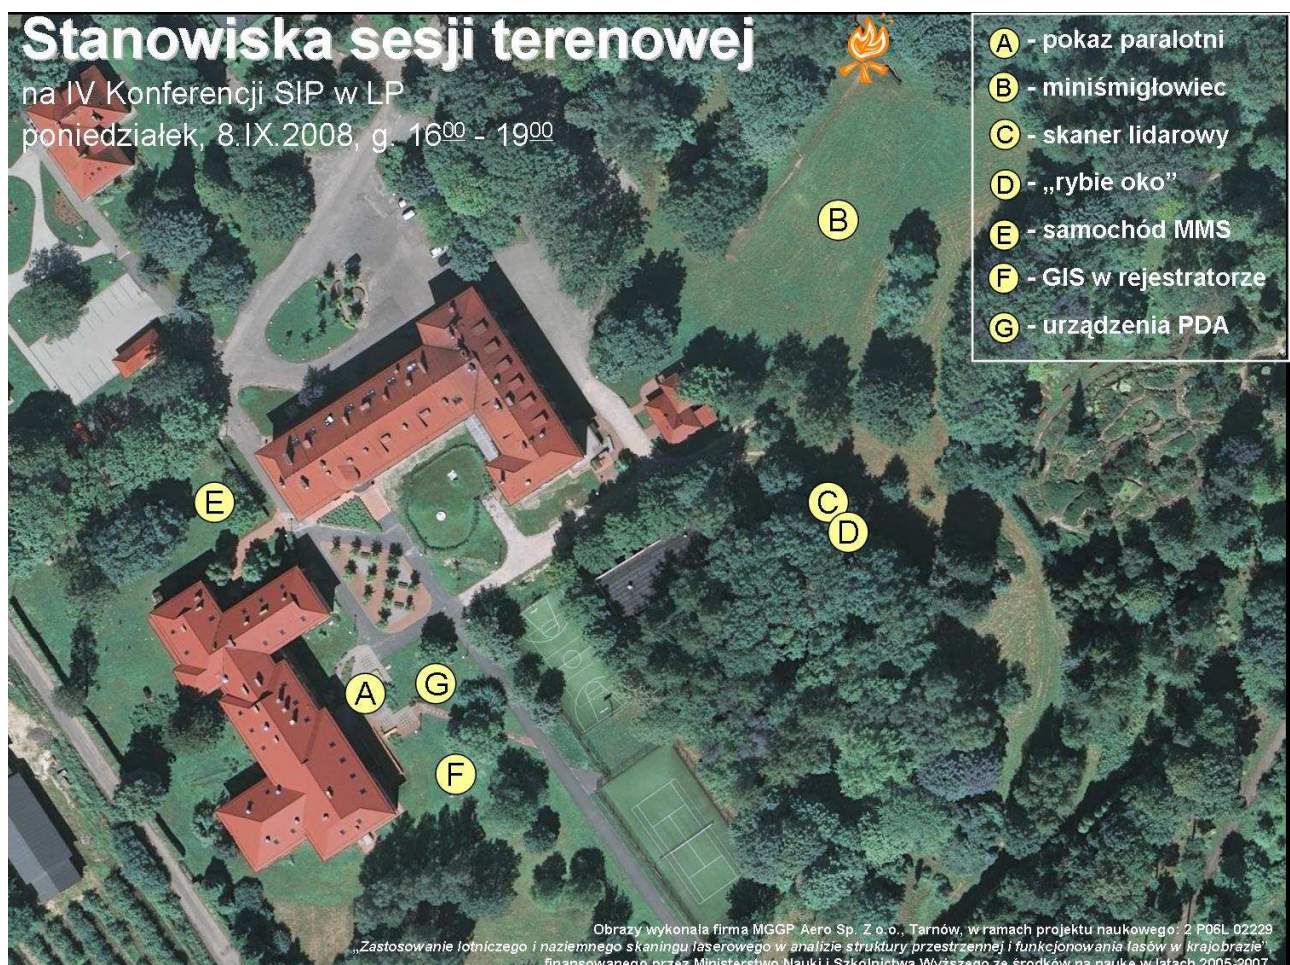 Stanowiska sesji terenowej
na IV Konferencji SIP w LP
poniedziałek, 8.IX.2008, g. 16⁰⁰ - 19⁰⁰
A - pokaz paralotni
B - miniśmigłowiec
C - skaner lidarowy
D - „rybie oko”
E - samochód MMS
F - GIS w rejestratorze
G - urządzenia PDA
B
E
C
D
A
G
F
Obrazy wykonała firma MGGP Aero Sp. Z o.o., Tarnów, w ramach projektu naukowego: 2 P06L 02229
„Zastosowanie lotniczego i naziemnego skaningu laserowego w analizie struktury przestrzennej i funkcjonowania lasów w krajobrazie”
finansowanego przez Ministerstwo Nauki i Szkolnictwa Wyższego ze środków na naukę w latach 2005-2007.